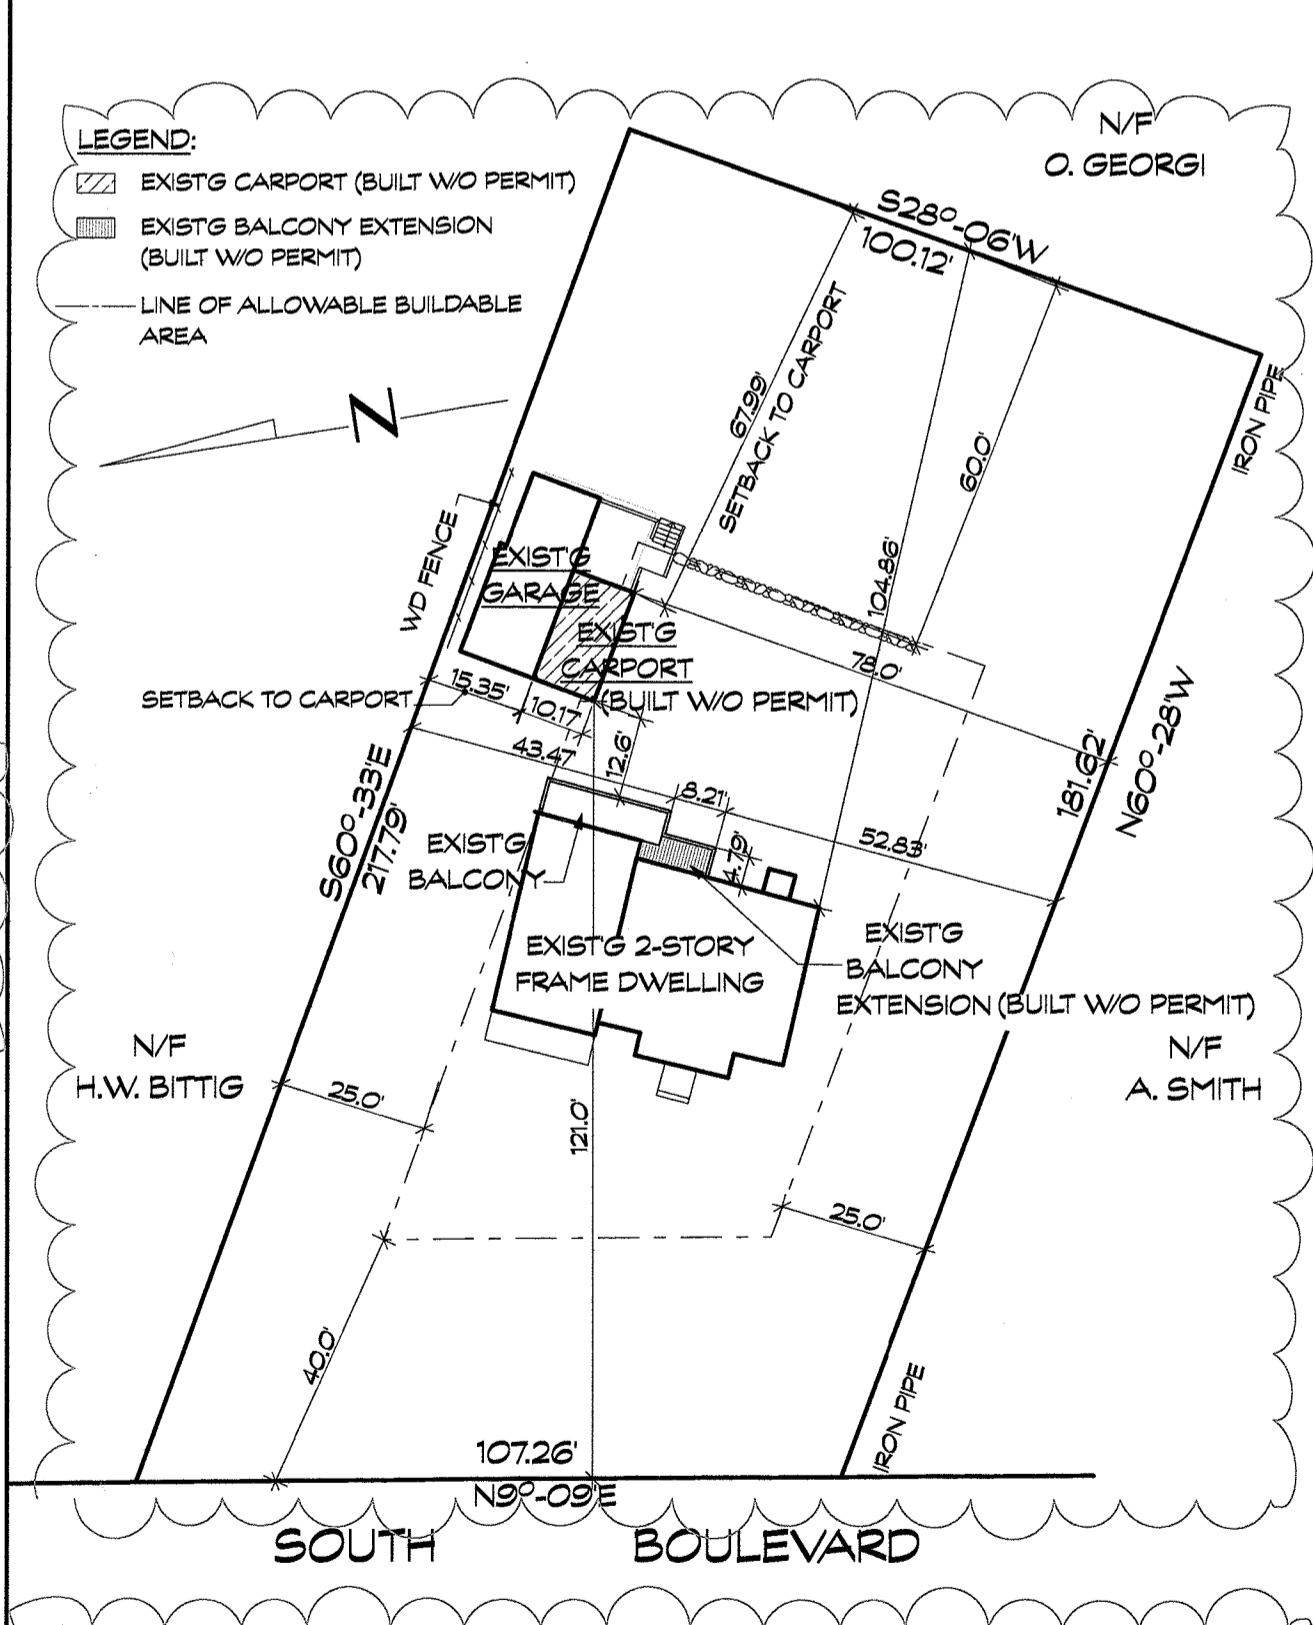 LEGEND:
EXIST'G CARPORT (BUILT W/O PERMIT)
EXIST'G BALCONY EXTENSION
(BUILT W/O PERMIT)
LINE OF ALLOWABLE BUILDABLE
AREA
N/F
O. GEORGI
S28°-06'W
100.12'
IRON PIPE
N
67.99'
SETBACK TO CARPORT
60.0'
104.86'
WD FENCE
EXIST'G
GARAGE
EXIST'G
CARPORT
(BUILT W/O PERMIT)
78.0'
SETBACK TO CARPORT
15.35'
10.17'
43.47'
12.6'
8.21'
4.79'
52.83'
181.62'
N60°-28'W
S60°-33'E
217.79'
EXIST'G
BALCONY
EXIST'G 2-STORY
FRAME DWELLING
EXIST'G
BALCONY
EXTENSION (BUILT W/O PERMIT)
N/F
H.W. BITTIG
N/F
A. SMITH
25.0'
121.0'
25.0'
40.0'
IRON PIPE
107.26'
N9°-09'E
SOUTH BOULEVARD